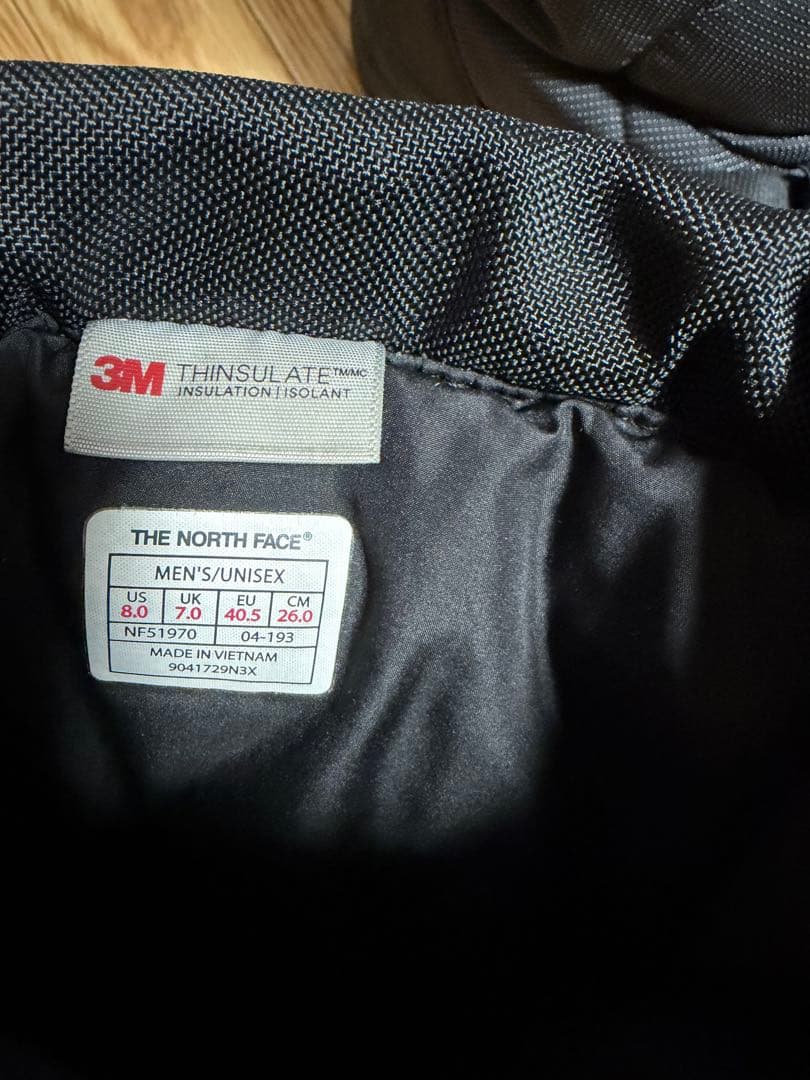 3M THINSULATE™/MC
INSULATION | ISOLANT
THE NORTH FACE®
MEN'S/UNISEX
US UK EU CM
8.0 7.0 40.5 26.0
NF51970 04-193
MADE IN VIETNAM
9041729N3X